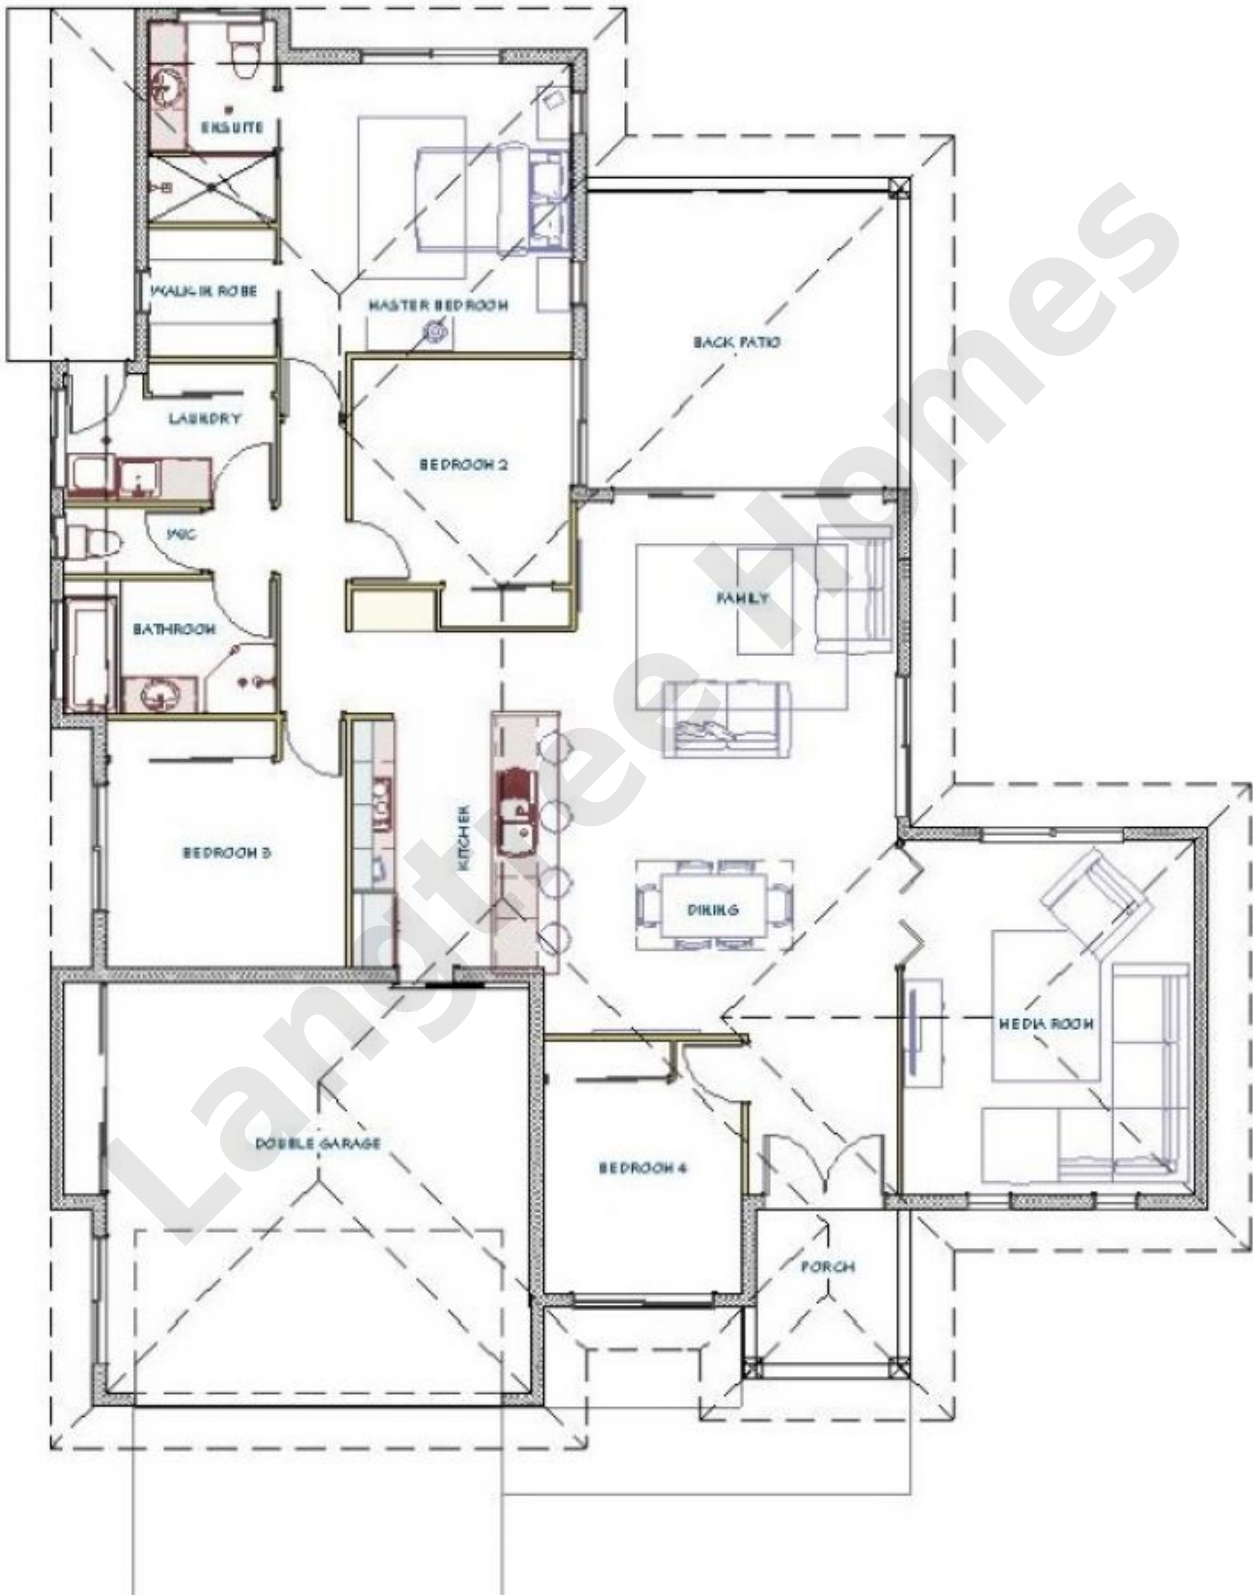 ENSUITE
WALK-IN ROBE
MASTER BEDROOM
BACK PATIO
LAUNDRY
BEDROOM 2
W/C
FAMILY
BATHROOM
KITCHEN
BEDROOM 3
DINING
MEDIA ROOM
DOUBLE GARAGE
BEDROOM 4
PORCH
Langtree Homes